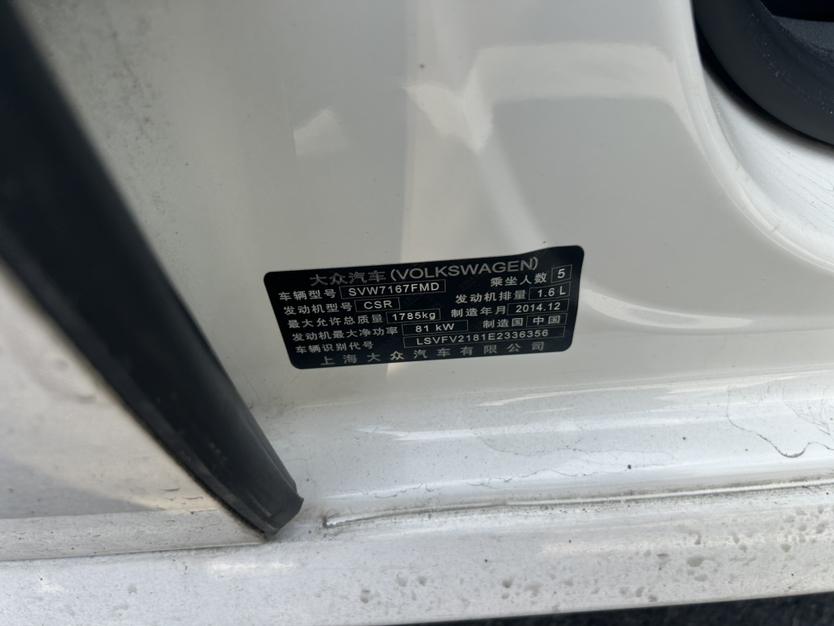 大众汽车(VOLKSWAGEN)
车辆型号 SVW7167FMD 乘坐人数 5
发动机型号 CSR 发动机排量 1.6 L
最大允许总质量 1785kg 制造年月 2014.12
发动机最大净功率 81 kW 制造国 中国
车辆识别代号 LSVFV2181E2336356
上海大众汽车有限公司